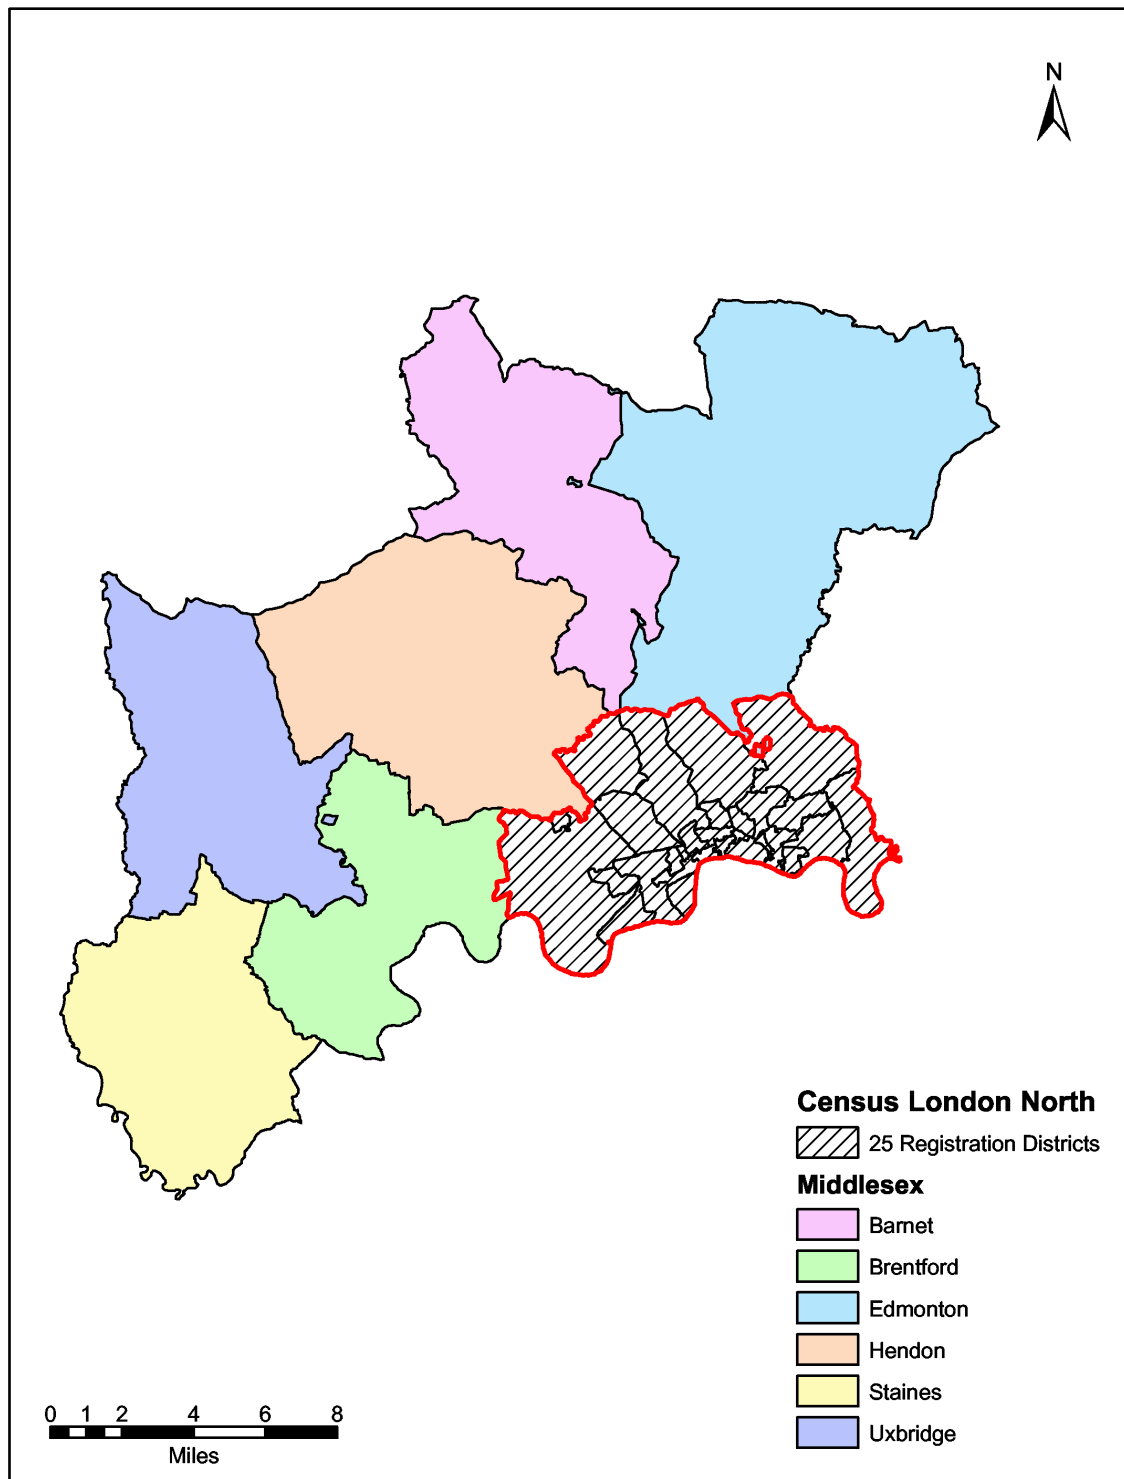 N
Census London North
25 Registration Districts
Middlesex
Barnet
Brentford
Edmonton
Hendon
Staines
Uxbridge
0 1 2 4 6 8
Miles